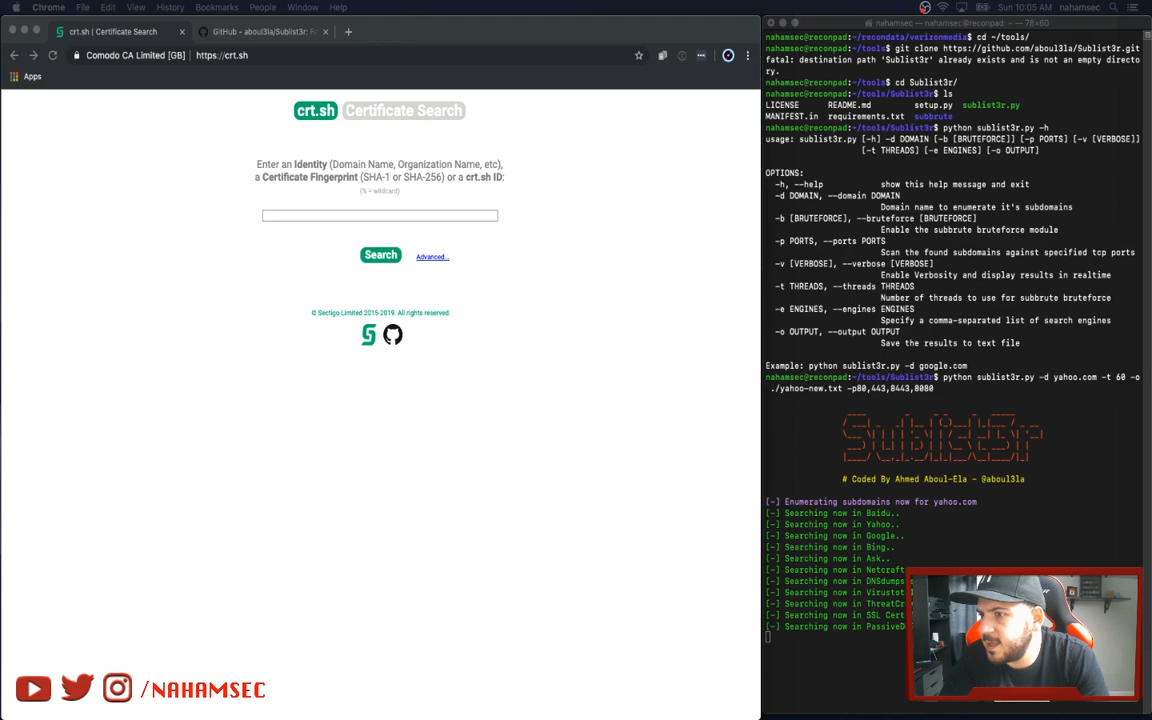 Chrome File Edit View History Bookmarks People Window Help
Sun 10:05 AM nahamsec
crt.sh | Certificate Search
GitHub - aboul3la/Sublist3r: Fa
Comodo CA Limited [GB] https://crt.sh
Apps
crt.sh Certificate Search
Enter an Identity (Domain Name, Organization Name, etc),
a Certificate Fingerprint (SHA-1 or SHA-256) or a crt.sh ID:
(% = wildcard)
Search Advanced...
© Sectigo Limited 2015-2019. All rights reserved.
/NAHAMSEC
nahamsec@reconpad: ~ — 78×60
nahamsec@reconpad:~/recondata/verizonmedia$ cd ~/tools/
nahamsec@reconpad:~/tools$ git clone https://github.com/aboul3la/Sublist3r.git
fatal: destination path 'Sublist3r' already exists and is not an empty directo
ry.
nahamsec@reconpad:~/tools$ cd Sublist3r/
nahamsec@reconpad:~/tools/Sublist3r$ ls
LICENSE README.md setup.py sublist3r.py
MANIFEST.in requirements.txt subbrute
nahamsec@reconpad:~/tools/Sublist3r$ python sublist3r.py -h
usage: sublist3r.py [-h] -d DOMAIN [-b [BRUTEFORCE]] [-p PORTS] [-v [VERBOSE]]
[-t THREADS] [-e ENGINES] [-o OUTPUT]
OPTIONS:
-h, --help show this help message and exit
-d DOMAIN, --domain DOMAIN
Domain name to enumerate it's subdomains
-b [BRUTEFORCE], --bruteforce [BRUTEFORCE]
Enable the subbrute bruteforce module
-p PORTS, --ports PORTS
Scan the found subdomains against specified tcp ports
-v [VERBOSE], --verbose [VERBOSE]
Enable Verbosity and display results in realtime
-t THREADS, --threads THREADS
Number of threads to use for subbrute bruteforce
-e ENGINES, --engines ENGINES
Specify a comma-separated list of search engines
-o OUTPUT, --output OUTPUT
Save the results to text file
Example: python sublist3r.py -d google.com
nahamsec@reconpad:~/tools/Sublist3r$ python sublist3r.py -d yahoo.com -t 60 -o
./yahoo-new.txt -p80,443,8443,8080
Sublist3r
# Coded By Ahmed Aboul-Ela - @aboul3la
[-] Enumerating subdomains now for yahoo.com
[-] Searching now in Baidu..
[-] Searching now in Yahoo..
[-] Searching now in Google..
[-] Searching now in Bing..
[-] Searching now in Ask..
[-] Searching now in Netcraft
[-] Searching now in DNSdumps
[-] Searching now in Virustot
[-] Searching now in ThreatCr
[-] Searching now in SSL Cert
[-] Searching now in PassiveD